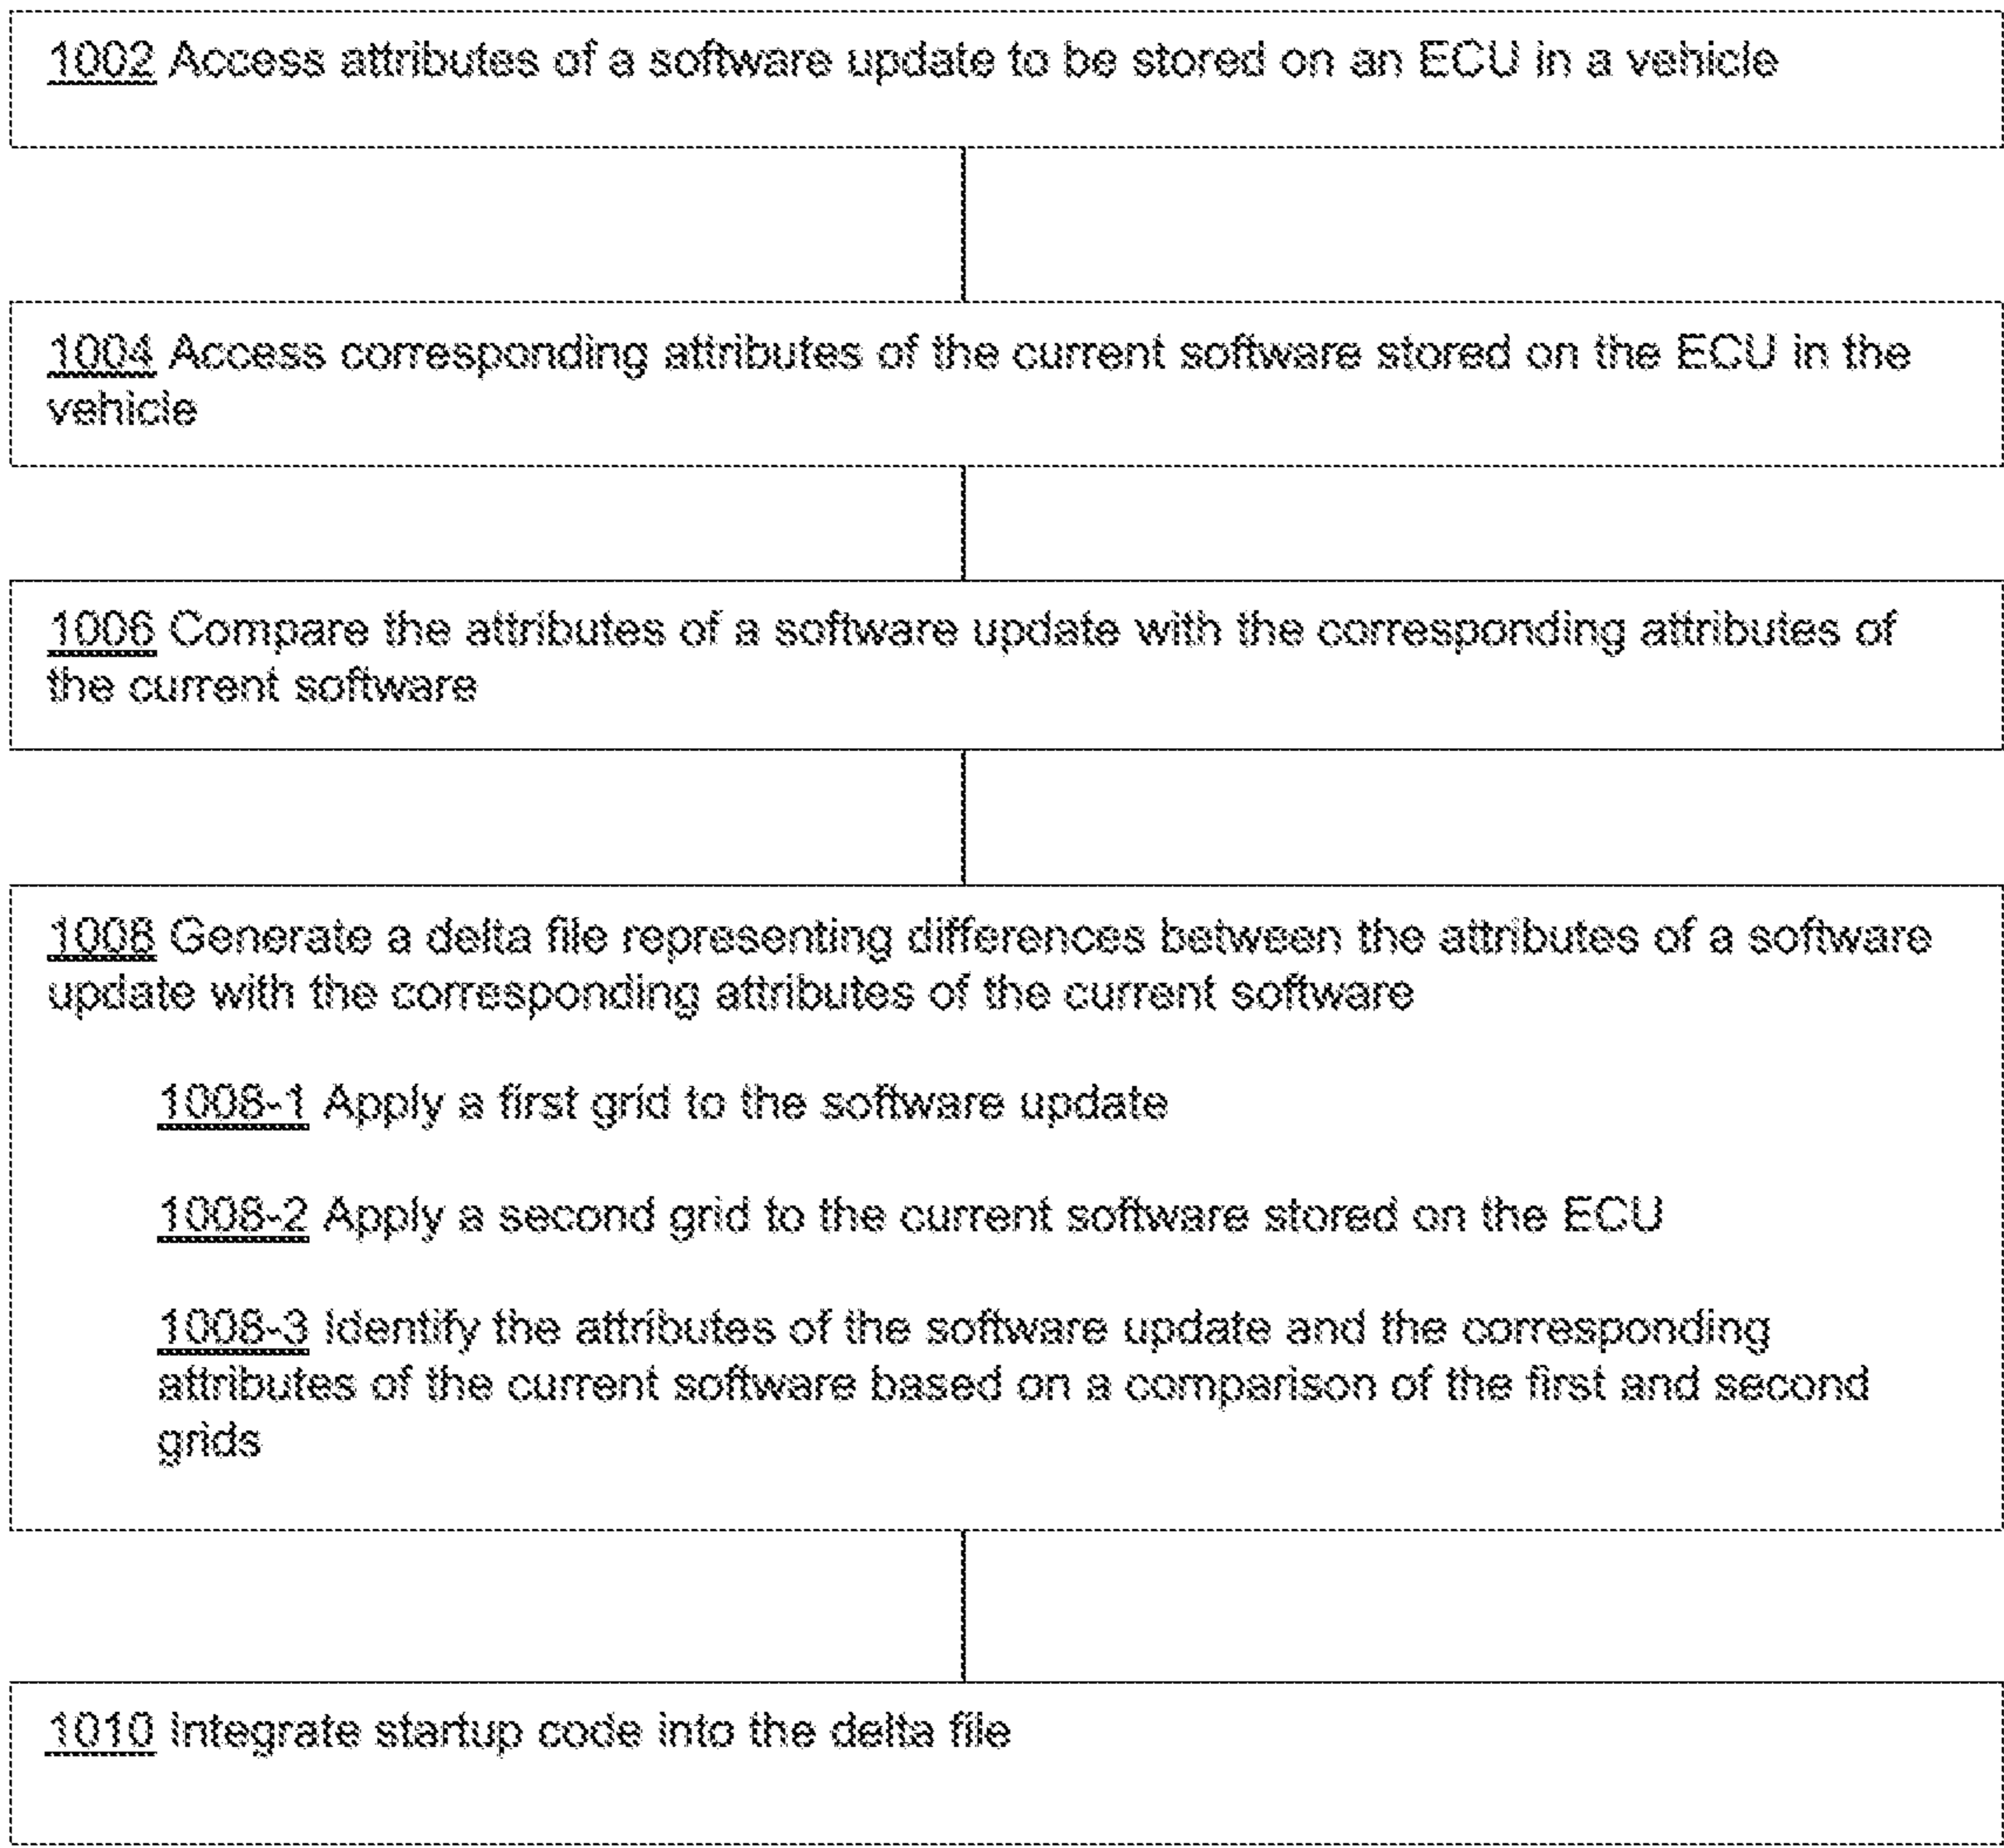 1002 Access attributes of a software update to be stored on an ECU in a vehicle
1004 Access corresponding attributes of the current software stored on the ECU in the
vehicle
1006 Compare the attributes of a software update with the corresponding attributes of
the current software
1008 Generate a delta file representing differences between the attributes of a software
update with the corresponding attributes of the current software
1008-1 Apply a first grid to the software update
1008-2 Apply a second grid to the current software stored on the ECU
1008-3 Identify the attributes of the software update and the corresponding
attributes of the current software based on a comparison of the first and second
grids
1010 Integrate startup code into the delta file